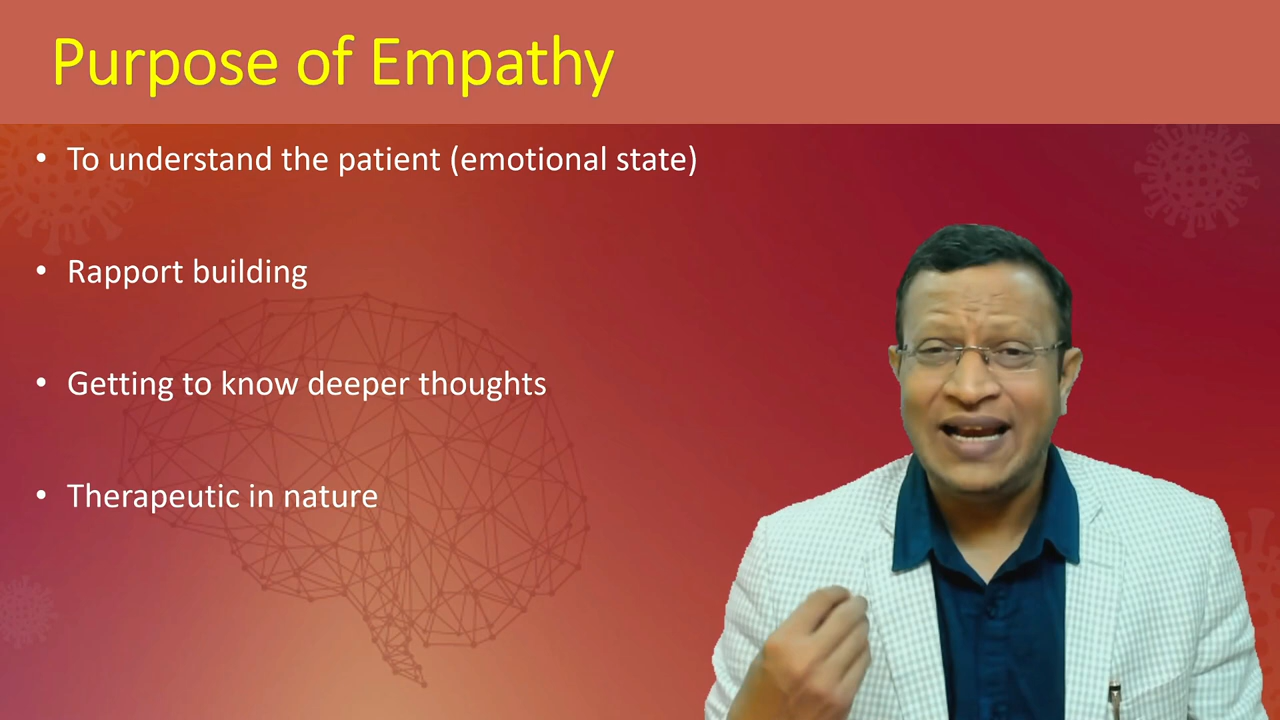 Purpose of Empathy
• To understand the patient (emotional state)
• Rapport building
• Getting to know deeper thoughts
• Therapeutic in nature